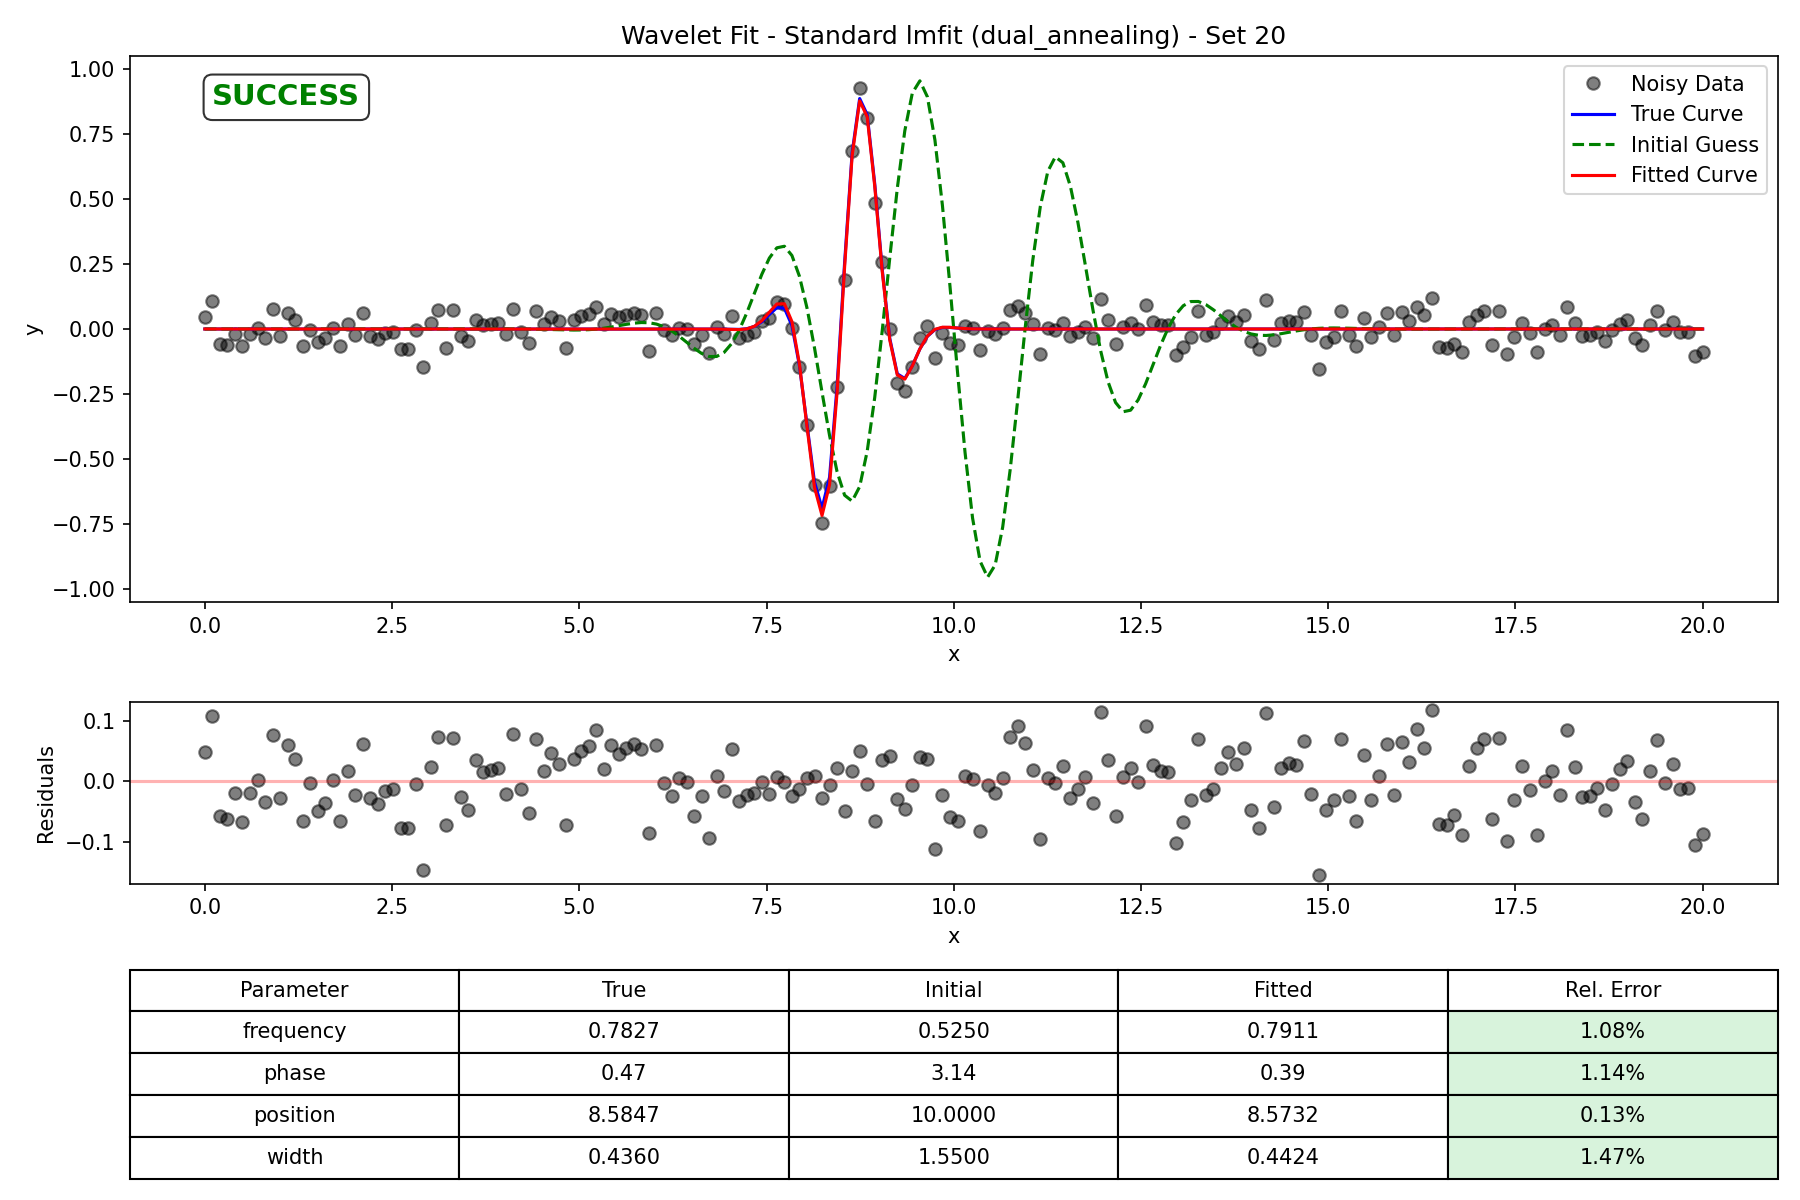 Wavelet Fit - Standard lmfit (dual_annealing) - Set 20
SUCCESS
Noisy Data
True Curve
Initial Guess
Fitted Curve
1.00
0.75
0.50
0.25
0.00
−0.25
−0.50
−0.75
−1.00
y
0.0 2.5 5.0 7.5 10.0 12.5 15.0 17.5 20.0
x
0.1
0.0
−0.1
Residuals
0.0 2.5 5.0 7.5 10.0 12.5 15.0 17.5 20.0
x
Parameter True Initial Fitted Rel. Error
frequency 0.7827 0.5250 0.7911 1.08%
phase 0.47 3.14 0.39 1.14%
position 8.5847 10.0000 8.5732 0.13%
width 0.4360 1.5500 0.4424 1.47%